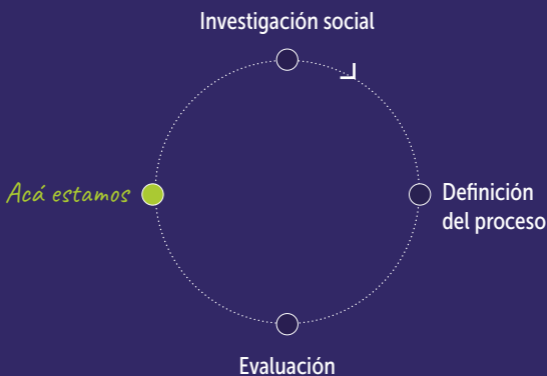 Investigación social
Acá estamos
Definición
del proceso
Evaluación